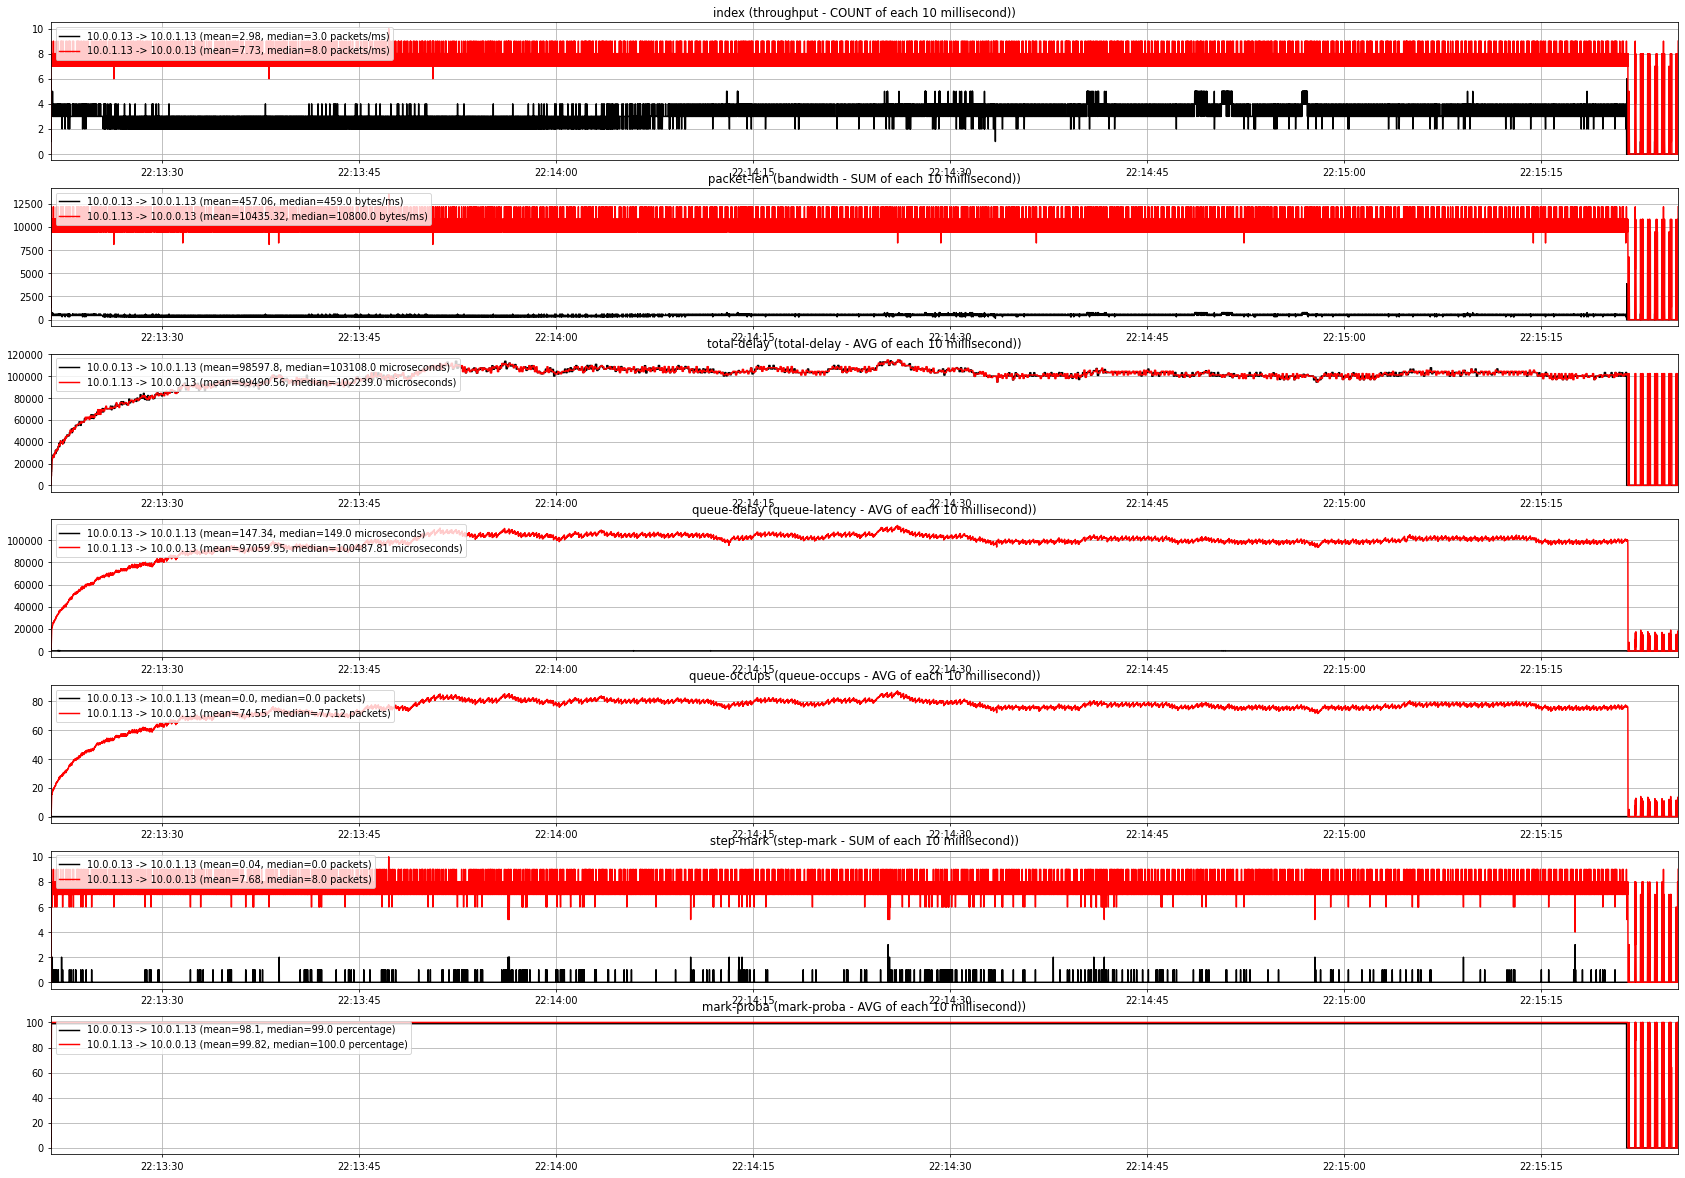 index (throughput - COUNT of each 10 millisecond))
10
8
6
4
2
0
10.0.0.13 -> 10.0.1.13 (mean=2.98, median=3.0 packets/ms)
10.0.1.13 -> 10.0.0.13 (mean=7.73, median=8.0 packets/ms)
22:13:30 22:13:45 22:14:00 22:14:15 22:14:30 22:14:45 22:15:00 22:15:15
packet-len (bandwidth - SUM of each 10 millisecond))
12500
10000
7500
5000
2500
0
10.0.0.13 -> 10.0.1.13 (mean=457.06, median=459.0 bytes/ms)
10.0.1.13 -> 10.0.0.13 (mean=10435.32, median=10800.0 bytes/ms)
22:13:30 22:13:45 22:14:00 22:14:15 22:14:30 22:14:45 22:15:00 22:15:15
total-delay (total-delay - AVG of each 10 millisecond))
120000
100000
80000
60000
40000
20000
0
10.0.0.13 -> 10.0.1.13 (mean=98597.8, median=103108.0 microseconds)
10.0.1.13 -> 10.0.0.13 (mean=99490.56, median=102239.0 microseconds)
22:13:30 22:13:45 22:14:00 22:14:15 22:14:30 22:14:45 22:15:00 22:15:15
queue-delay (queue-latency - AVG of each 10 millisecond))
100000
80000
60000
40000
20000
0
10.0.0.13 -> 10.0.1.13 (mean=147.34, median=149.0 microseconds)
10.0.1.13 -> 10.0.0.13 (mean=97059.95, median=100487.81 microseconds)
22:13:30 22:13:45 22:14:00 22:14:15 22:14:30 22:14:45 22:15:00 22:15:15
queue-occups (queue-occups - AVG of each 10 millisecond))
80
60
40
20
0
10.0.0.13 -> 10.0.1.13 (mean=0.0, median=0.0 packets)
10.0.1.13 -> 10.0.0.13 (mean=74.55, median=77.12 packets)
22:13:30 22:13:45 22:14:00 22:14:15 22:14:30 22:14:45 22:15:00 22:15:15
step-mark (step-mark - SUM of each 10 millisecond))
10
8
6
4
2
0
10.0.0.13 -> 10.0.1.13 (mean=0.04, median=0.0 packets)
10.0.1.13 -> 10.0.0.13 (mean=7.68, median=8.0 packets)
22:13:30 22:13:45 22:14:00 22:14:15 22:14:30 22:14:45 22:15:00 22:15:15
mark-proba (mark-proba - AVG of each 10 millisecond))
100
80
60
40
20
0
10.0.0.13 -> 10.0.1.13 (mean=98.1, median=99.0 percentage)
10.0.1.13 -> 10.0.0.13 (mean=99.82, median=100.0 percentage)
22:13:30 22:13:45 22:14:00 22:14:15 22:14:30 22:14:45 22:15:00 22:15:15